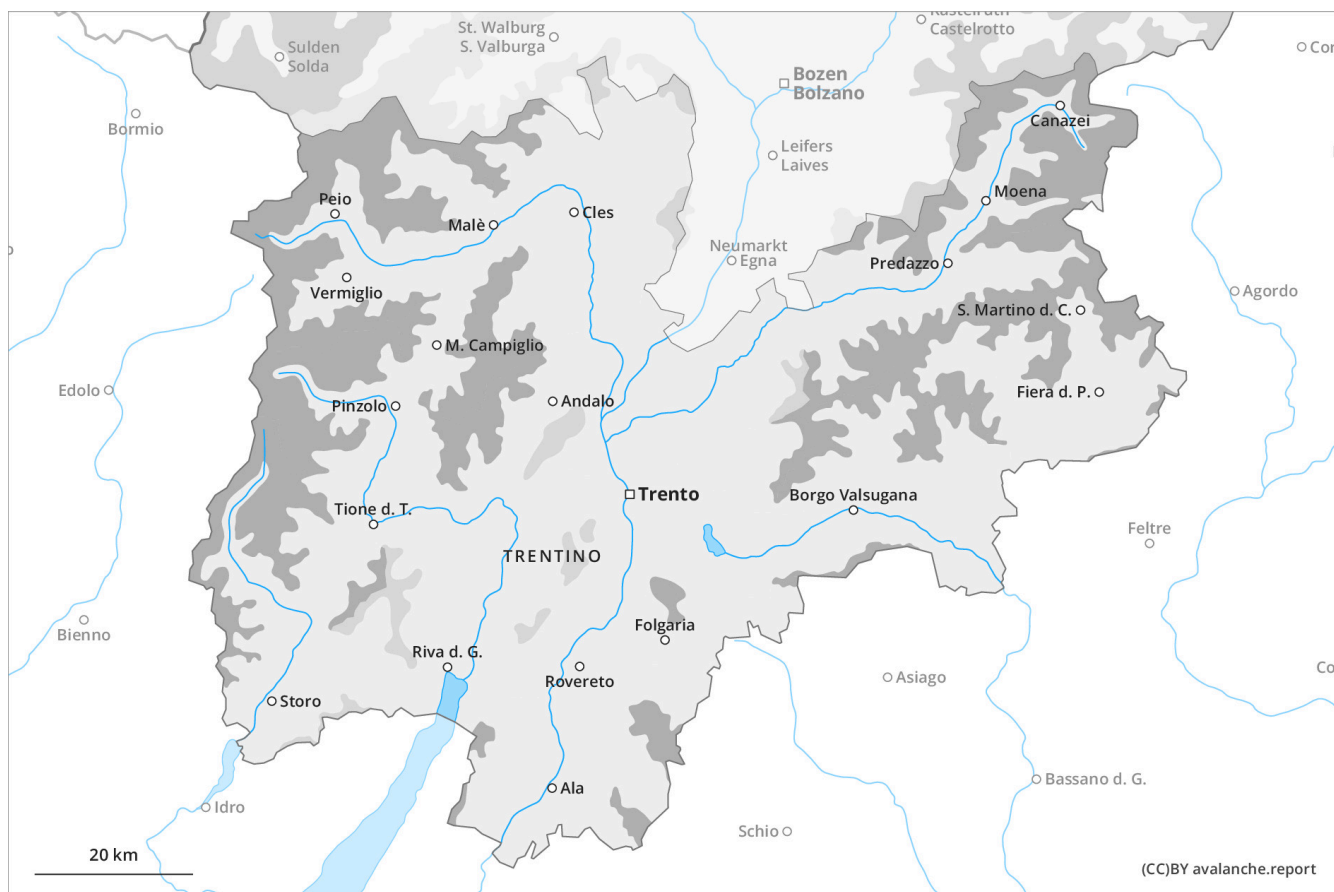 Kastelruth
Castelrotto
St. Walburg
S. Valburga
Sulden
Solda
Cor
Bozen
Bolzano
Bormio
Canazei
Leifers
Laives
Moena
Peio
Malè
Cles
Neumarkt
Egna
Predazzo
Vermiglio
Agordo
S. Martino d. C.
M. Campiglio
Edolo
Pinzolo
Andalo
Fiera d. P.
Trento
Borgo Valsugana
Tione d. T.
Feltre
TRENTINO
Bienno
Folgaria
Riva d. G.
Rovereto
Asiago
Co
Storo
Ala
Bassano d. G.
Idro
Schio
20 km
(CC)BY avalanche.report